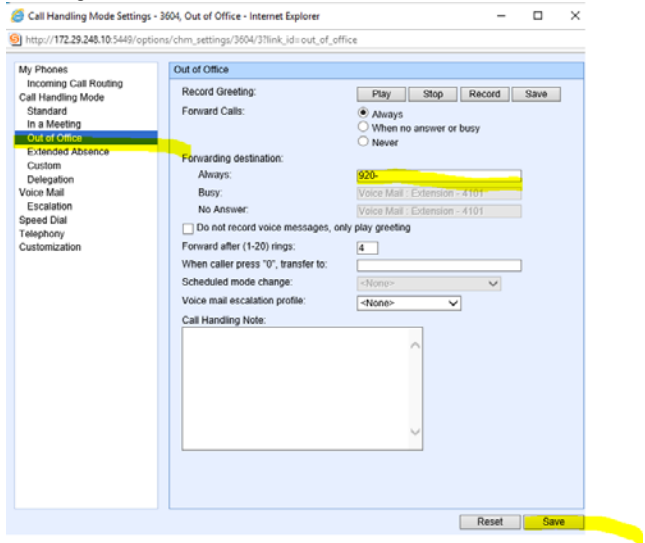 Call Handling Mode Settings - 3604, Out of Office - Internet Explorer
http://172.29.248.10:5449/options/chm_settings/3604/3?link_id=out_of_office
My Phones
Incoming Call Routing
Call Handling Mode
Standard
In a Meeting
Out of Office
Extended Absence
Custom
Delegation
Voice Mail
Escalation
Speed Dial
Telephony
Customization
Out of Office
Record Greeting: Play Stop Record Save
Forward Calls: Always
When no answer or busy
Never
Forwarding destination:
Always: 920-
Busy: Voice Mail : Extension - 4101
No Answer: Voice Mail : Extension - 4101
Do not record voice messages, only play greeting
Forward after (1-20) rings: 4
When caller press "0", transfer to:
Scheduled mode change: <None>
Voice mail escalation profile: <None>
Call Handling Note:
Reset Save